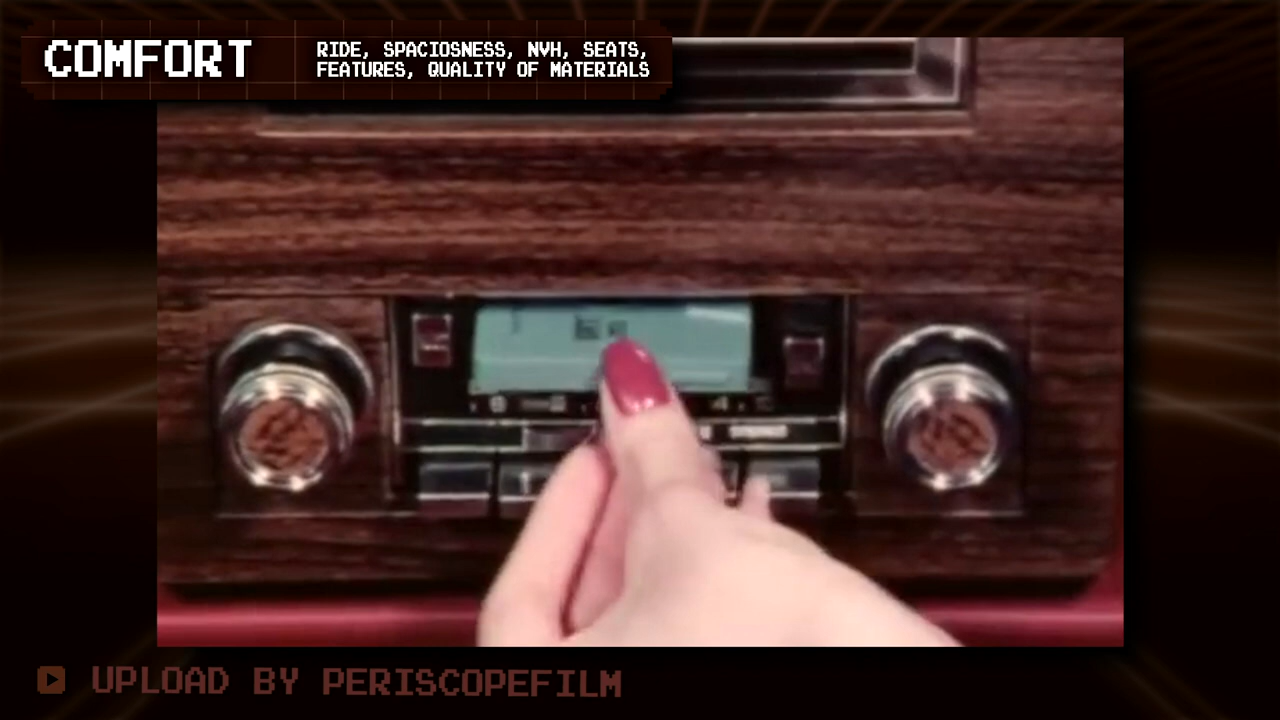 COMFORT
RIDE, SPACIOSNESS, NVH, SEATS,
FEATURES, QUALITY OF MATERIALS
UPLOAD BY PERISCOPEFILM